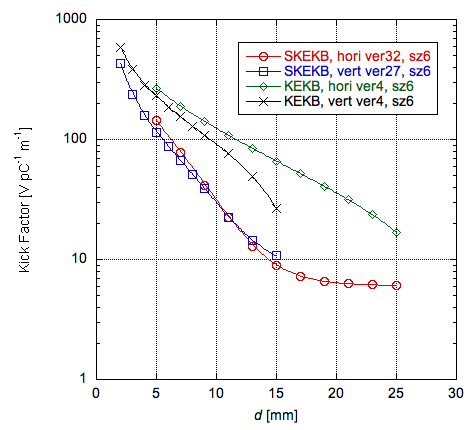 1000
SKEKB, hori ver32, sz6
SKEKB, vert ver27, sz6
KEKB, hori ver4, sz6
KEKB, vert ver4, sz6
100
Kick Factor [V pC⁻¹ m⁻¹]
10
1
0 5 10 15 20 25 30
d [mm]